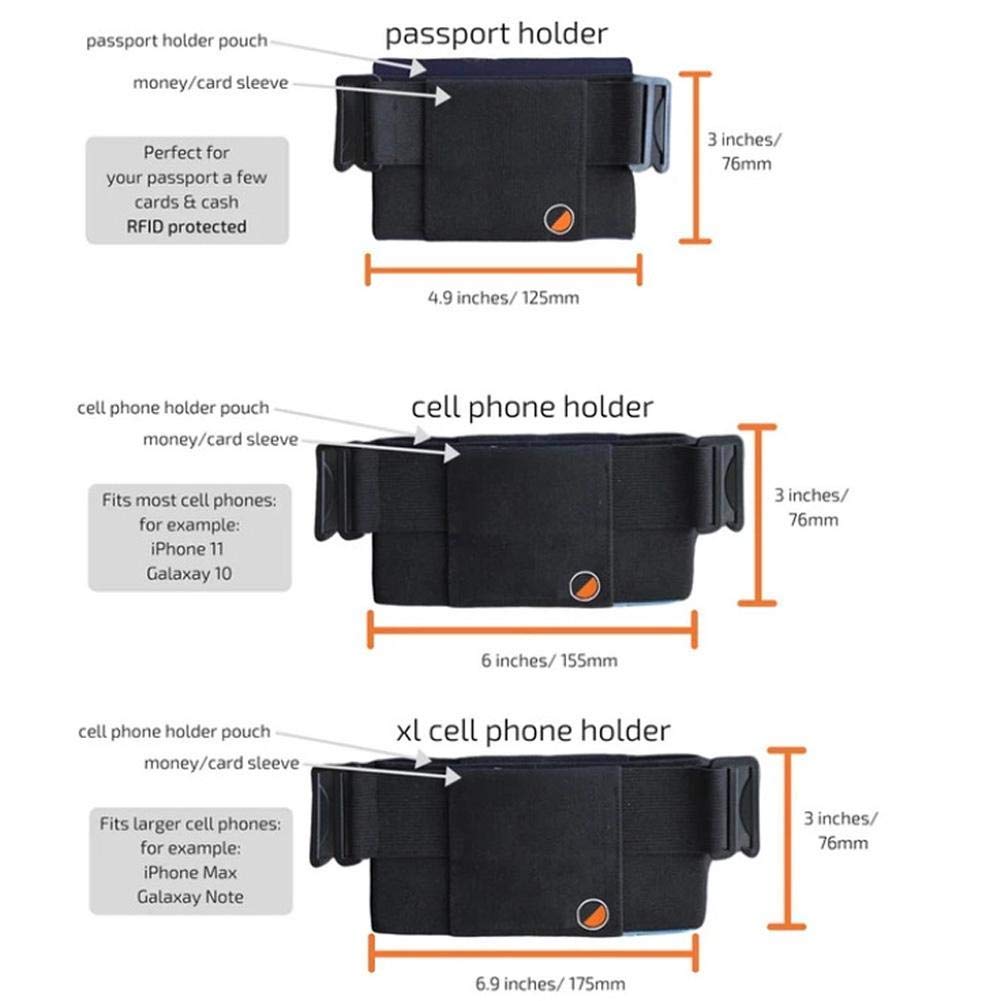 passport holder
passport holder pouch
money/card sleeve
Perfect for
your passport a few
cards & cash
RFID protected
3 inches/
76mm
4.9 inches/ 125mm
cell phone holder
cell phone holder pouch
money/card sleeve
Fits most cell phones:
for example:
iPhone 11
Galaxay 10
3 inches/
76mm
6 inches/ 155mm
xl cell phone holder
cell phone holder pouch
money/card sleeve
Fits larger cell phones:
for example:
iPhone Max
Galaxay Note
3 inches/
76mm
6.9 inches/ 175mm